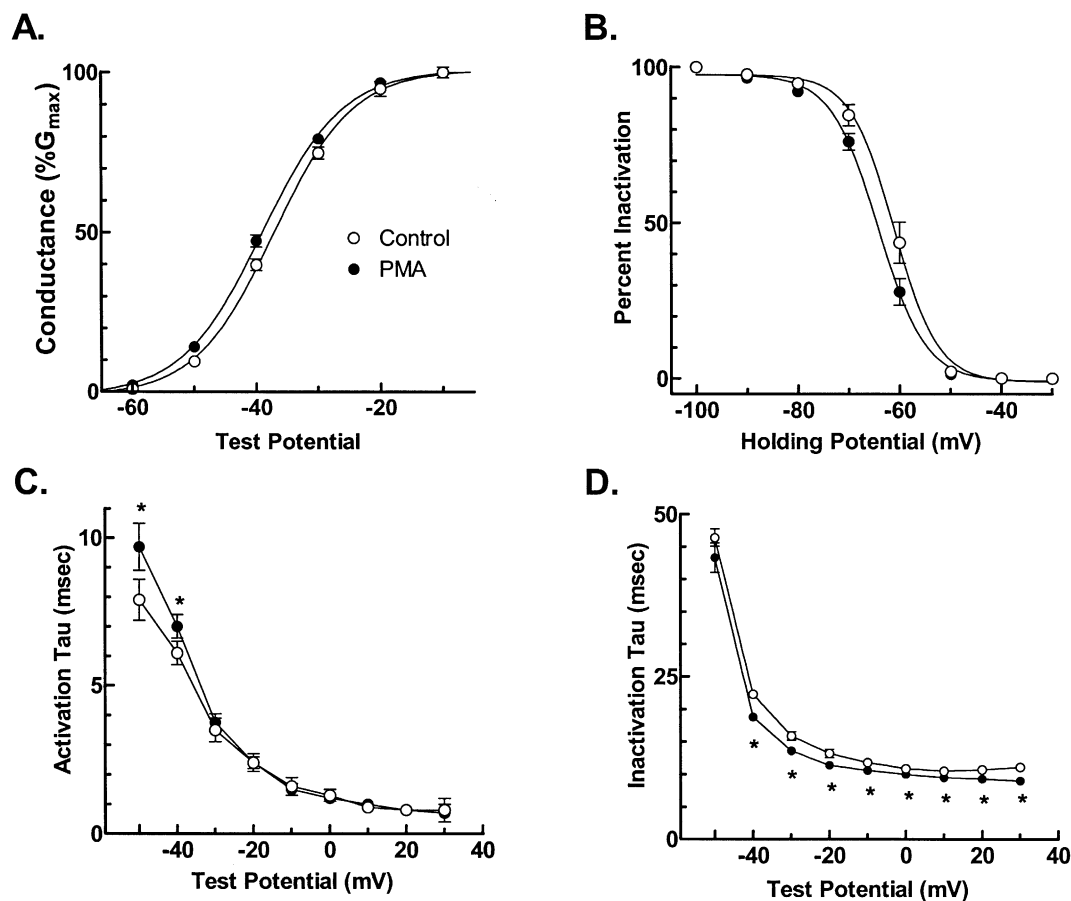 A.
100
50
0
Conductance (%Gmax)
Control
PMA
-60
-40
-20
Test Potential
B.
100
50
0
Percent Inactivation
-100
-80
-60
-40
Holding Potential (mV)
C.
10
5
0
Activation Tau (msec)
*
*
-40
-20
0
20
40
Test Potential (mV)
D.
50
25
0
Inactivation Tau (msec)
* * * * * * * *
-40
-20
0
20
40
Test Potential (mV)